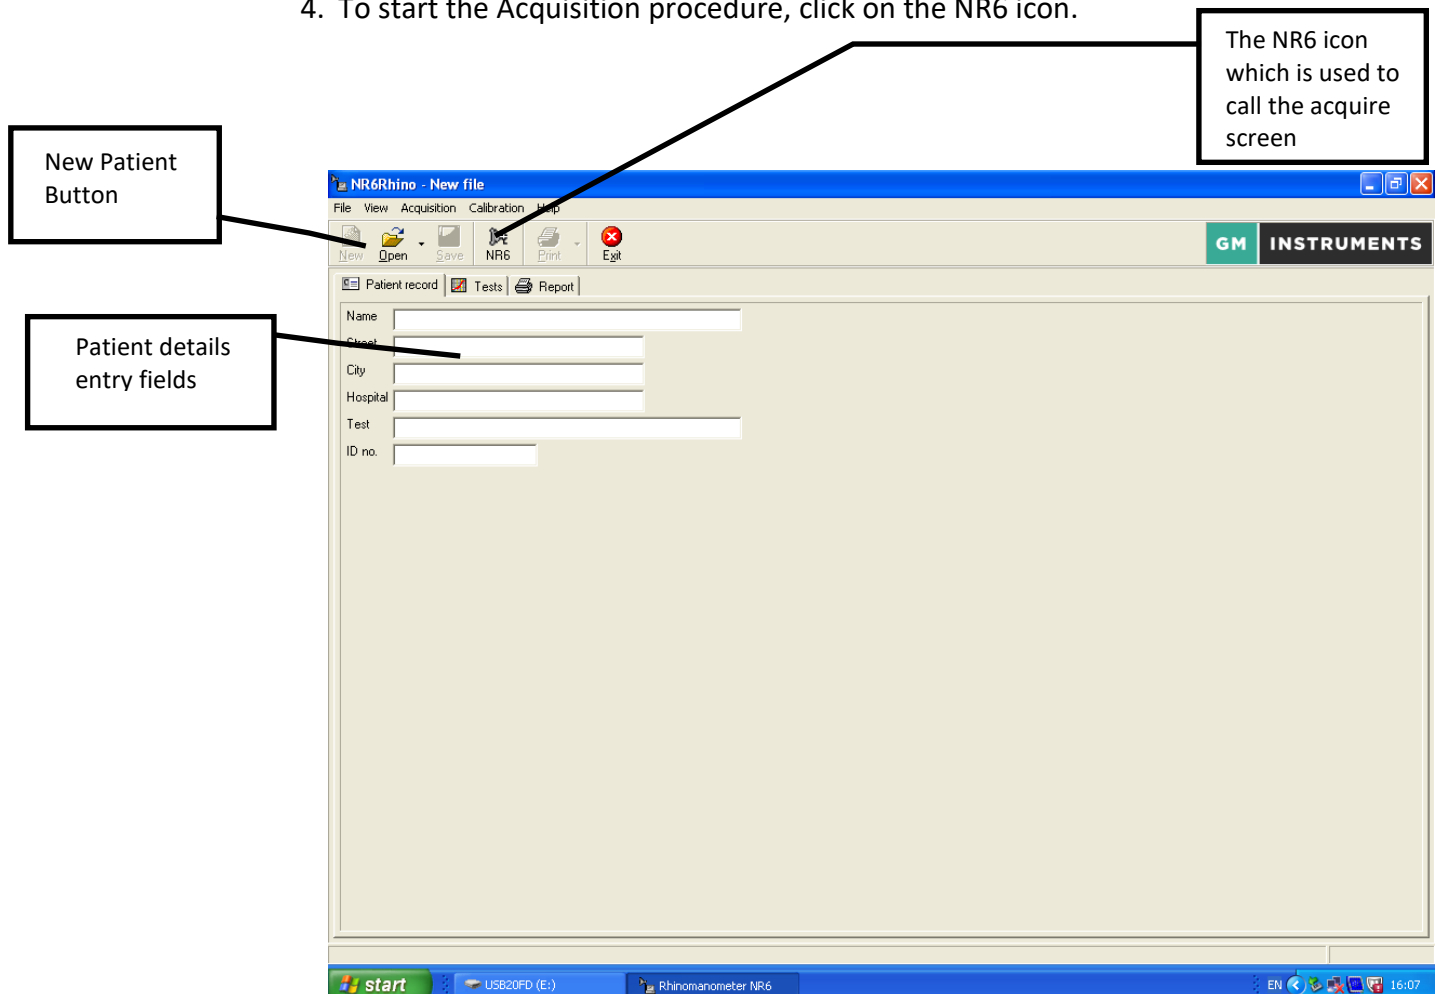 4. To start the Acquisition procedure, click on the NR6 icon.
The NR6 icon
which is used to
call the acquire
screen
New Patient
Button
NR6Rhino - New file
File View Acquisition Calibration Help
New Open Save NR6 Print Exit
GM INSTRUMENTS
Patient record Tests Report
Name
Street
City
Hospital
Test
ID no.
Patient details
entry fields
start USB20FD (E:) Rhinomanometer NR6 EN 16:07